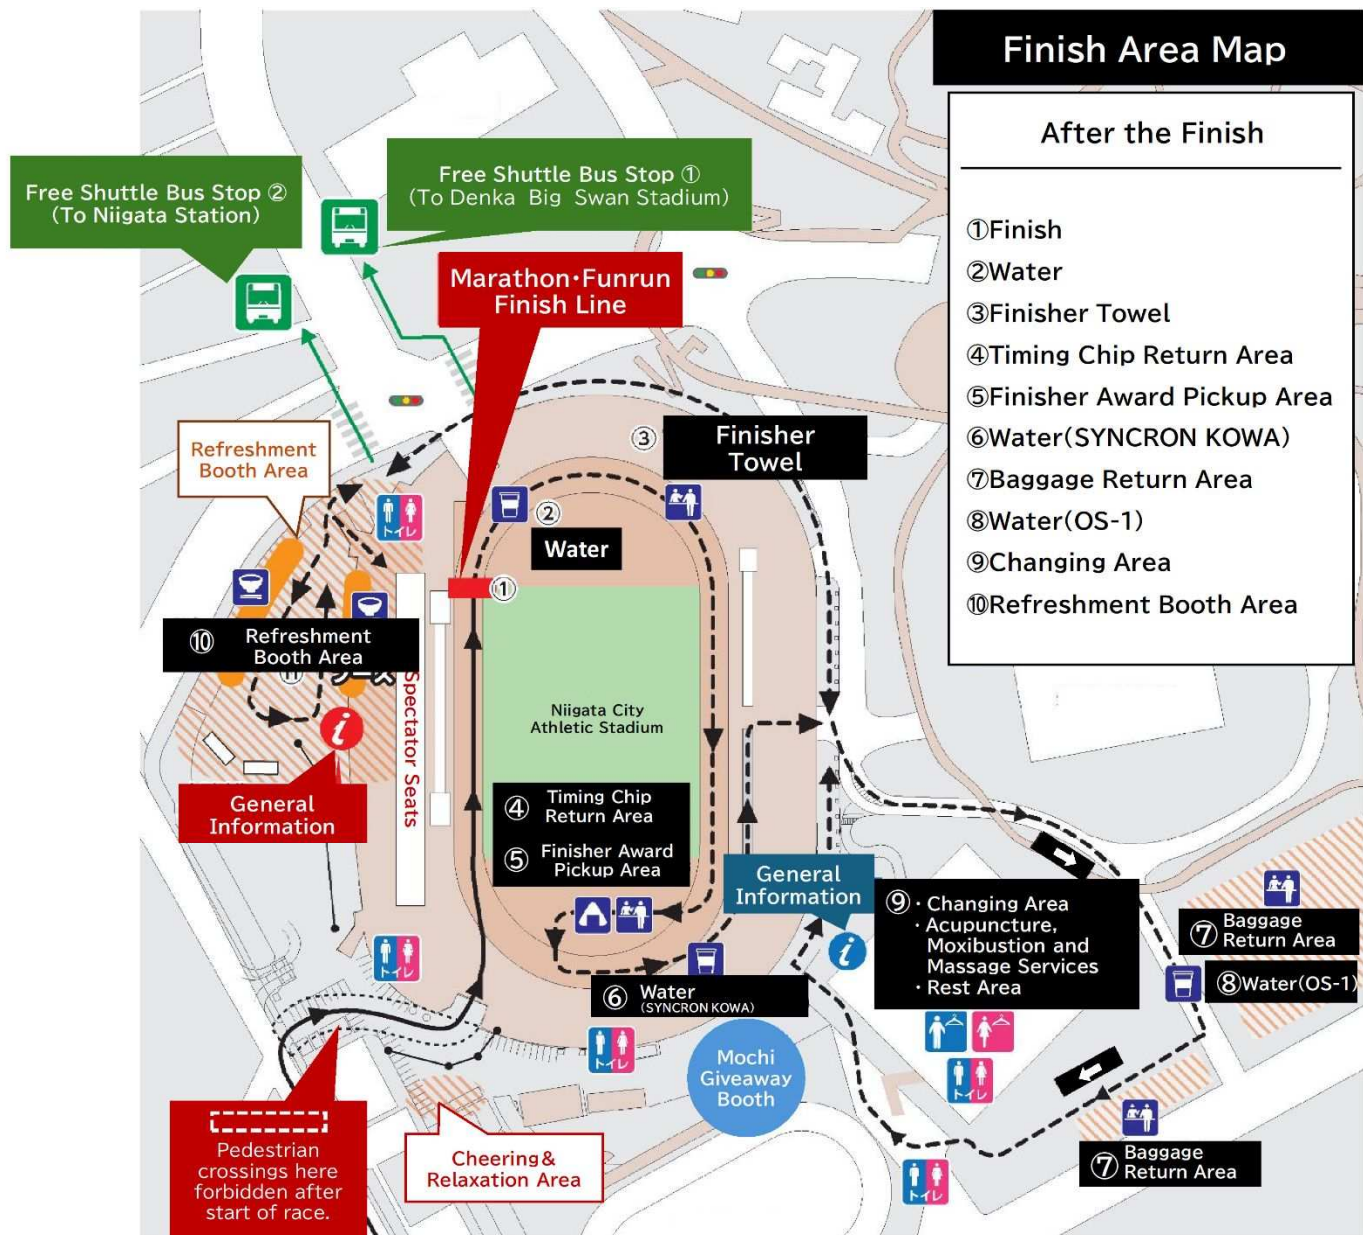 Finish Area Map
After the Finish
①Finish
②Water
③Finisher Towel
④Timing Chip Return Area
⑤Finisher Award Pickup Area
⑥Water(SYNCRON KOWA)
⑦Baggage Return Area
⑧Water(OS-1)
⑨Changing Area
⑩Refreshment Booth Area
Free Shuttle Bus Stop ①
(To Denka Big Swan Stadium)
Free Shuttle Bus Stop ②
(To Niigata Station)
Marathon・Funrun
Finish Line
③
Finisher
Towel
Refreshment
Booth Area
トイレ
②
Water
①
⑩ Refreshment
Booth Area
Spectator Seats
Niigata City
Athletic Stadium
General
Information
④ Timing Chip
Return Area
⑤ Finisher Award
Pickup Area
General
Information
⑨・Changing Area
・Acupuncture,
Moxibustion and
Massage Services
・Rest Area
⑦ Baggage
Return Area
⑧Water(OS-1)
トイレ
⑥ Water
(SYNCRON KOWA)
トイレ
Mochi
Giveaway
Booth
トイレ
Pedestrian
crossings here
forbidden after
start of race.
Cheering&
Relaxation Area
トイレ
⑦ Baggage
Return Area